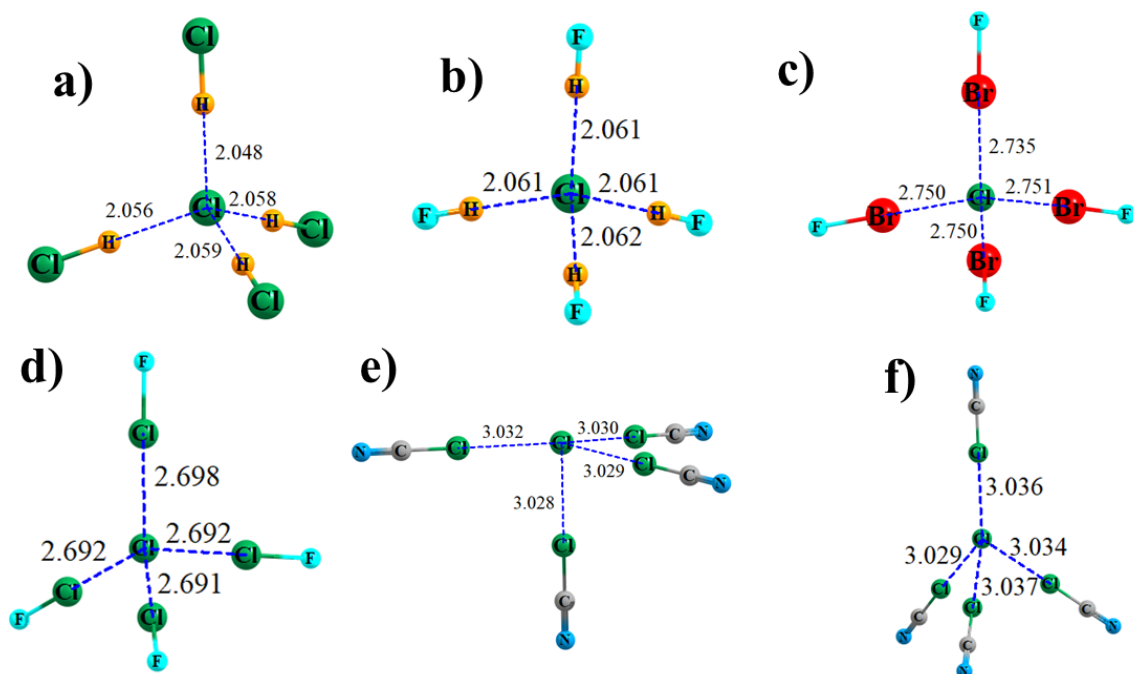 a)
Cl
H
2.048
Cl
2.058
H
Cl
2.056
H
Cl
2.059
H
Cl
b)
F
H
2.061
2.061
Cl
2.061
F
H
H
F
2.062
H
F
c)
F
Br
2.735
2.750
Cl
2.751
F
Br
Br
F
2.750
Br
F
d)
F
Cl
2.698
2.692
Cl
2.692
Cl
F
Cl
F
2.691
Cl
F
e)
N
C
Cl
3.032
Cl
3.030
Cl
C
N
3.029
Cl
C
N
3.028
Cl
C
N
f)
N
C
Cl
3.036
Cl
3.029
3.034
Cl
C
N
3.037
Cl
C
N
Cl
C
N